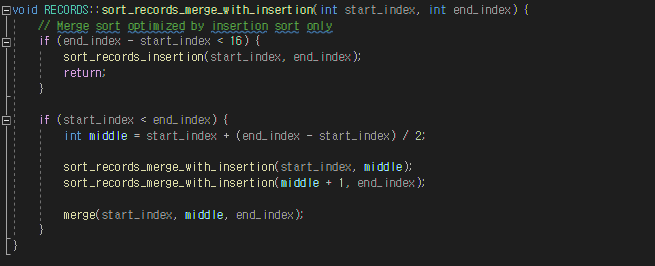 void RECORDS::sort_records_merge_with_insertion(int start_index, int end_index) {
    // Merge sort optimized by insertion sort only
    if (end_index - start_index < 16) {
        sort_records_insertion(start_index, end_index);
        return;
    }
    if (start_index < end_index) {
        int middle = start_index + (end_index - start_index) / 2;
        sort_records_merge_with_insertion(start_index, middle);
        sort_records_merge_with_insertion(middle + 1, end_index);
        merge(start_index, middle, end_index);
    }
}